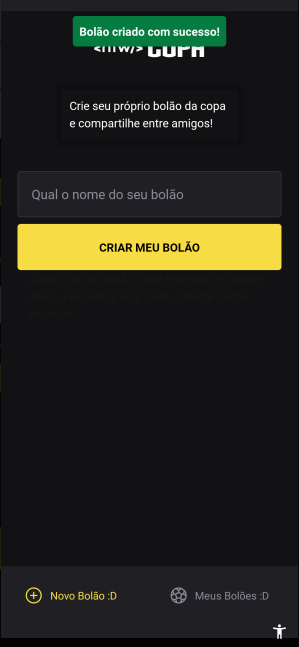 Bolão criado com sucesso!
<nlw/> COPA
Crie seu próprio bolão da copa
e compartilhe entre amigos!
Qual o nome do seu bolão
CRIAR MEU BOLÃO
Novo Bolão :D
Meus Bolões :D